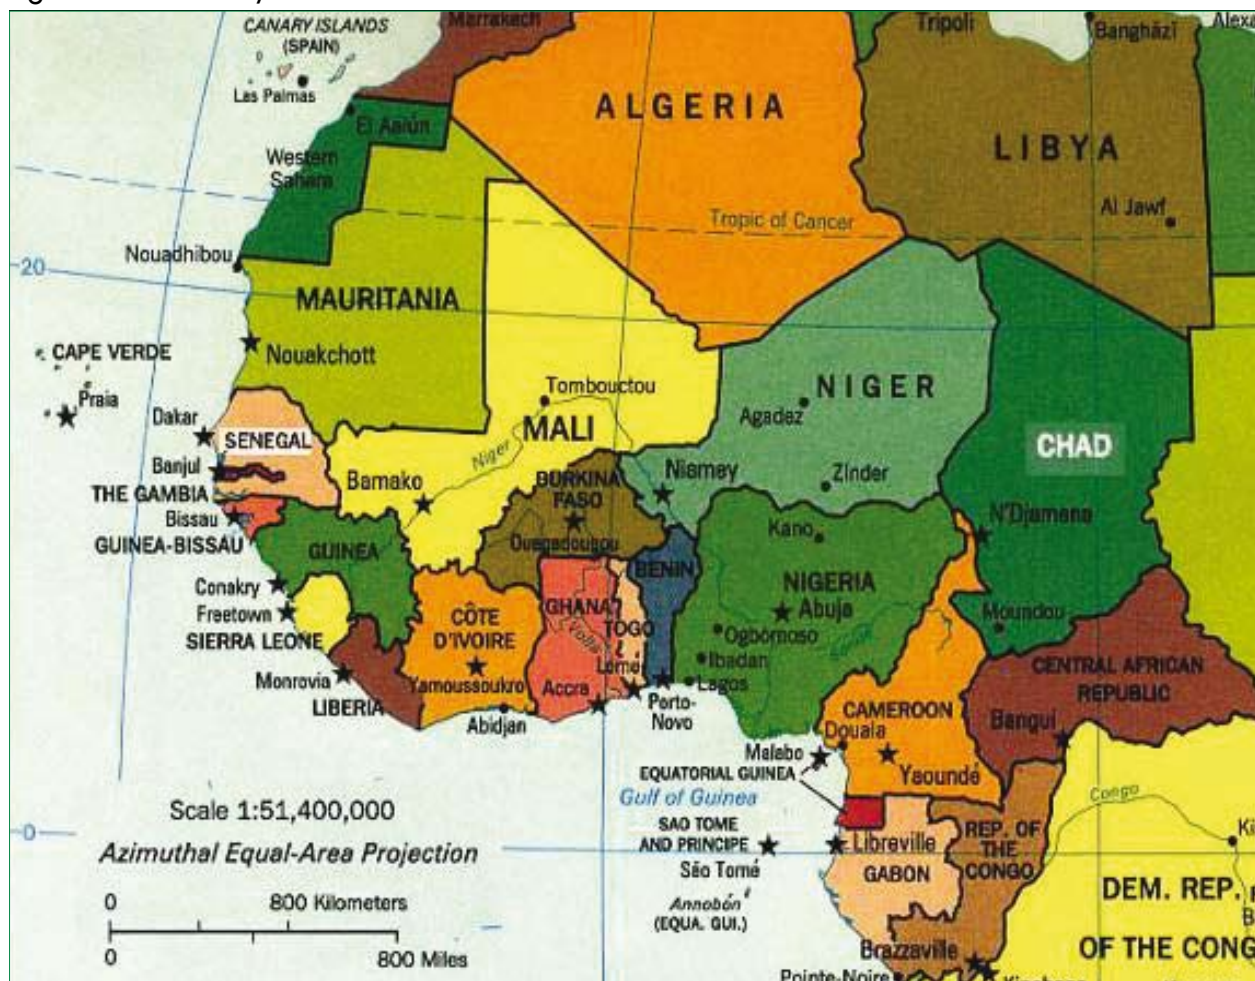 CANARY ISLANDS
(SPAIN)
Las Palmas
Marrakech
El Aaiún
Western
Sahara
ALGERIA
Tripoli
Banghāzī
LIBYA
Al Jawf
Tropic of Cancer
Nouadhibou
20
MAURITANIA
Nouakchott
CAPE VERDE
Praia
Dakar
SENEGAL
Banjul
THE GAMBIA
Bissau
GUINEA-BISSAU
Tombouctou
MALI
Niger
Bamako
NIGER
Agadez
Niamey
Zinder
CHAD
N'Djamena
Moundou
BURKINA
FASO
Ouagadougou
GUINEA
Conakry
Freetown
SIERRA LEONE
Monrovia
LIBERIA
CÔTE
D'IVOIRE
Yamoussoukro
Abidjan
GHANA
Volta
Accra
TOGO
Lomé
BENIN
Porto-
Novo
Kano
NIGERIA
Abuja
Ogbomoso
Ibadan
Lagos
CENTRAL AFRICAN
REPUBLIC
Bangui
CAMEROON
Douala
Yaoundé
Malabo
EQUATORIAL GUINEA
Gulf of Guinea
SAO TOME
AND PRINCIPE
São Tomé
Annobón
(EQUA. GUI.)
Libreville
GABON
REP. OF
THE
CONGO
Congo
DEM. REP.
OF THE CONG
Brazzaville
Pointe-Noire
0
Scale 1:51,400,000
Azimuthal Equal-Area Projection
0 800 Kilometers
0 800 Miles